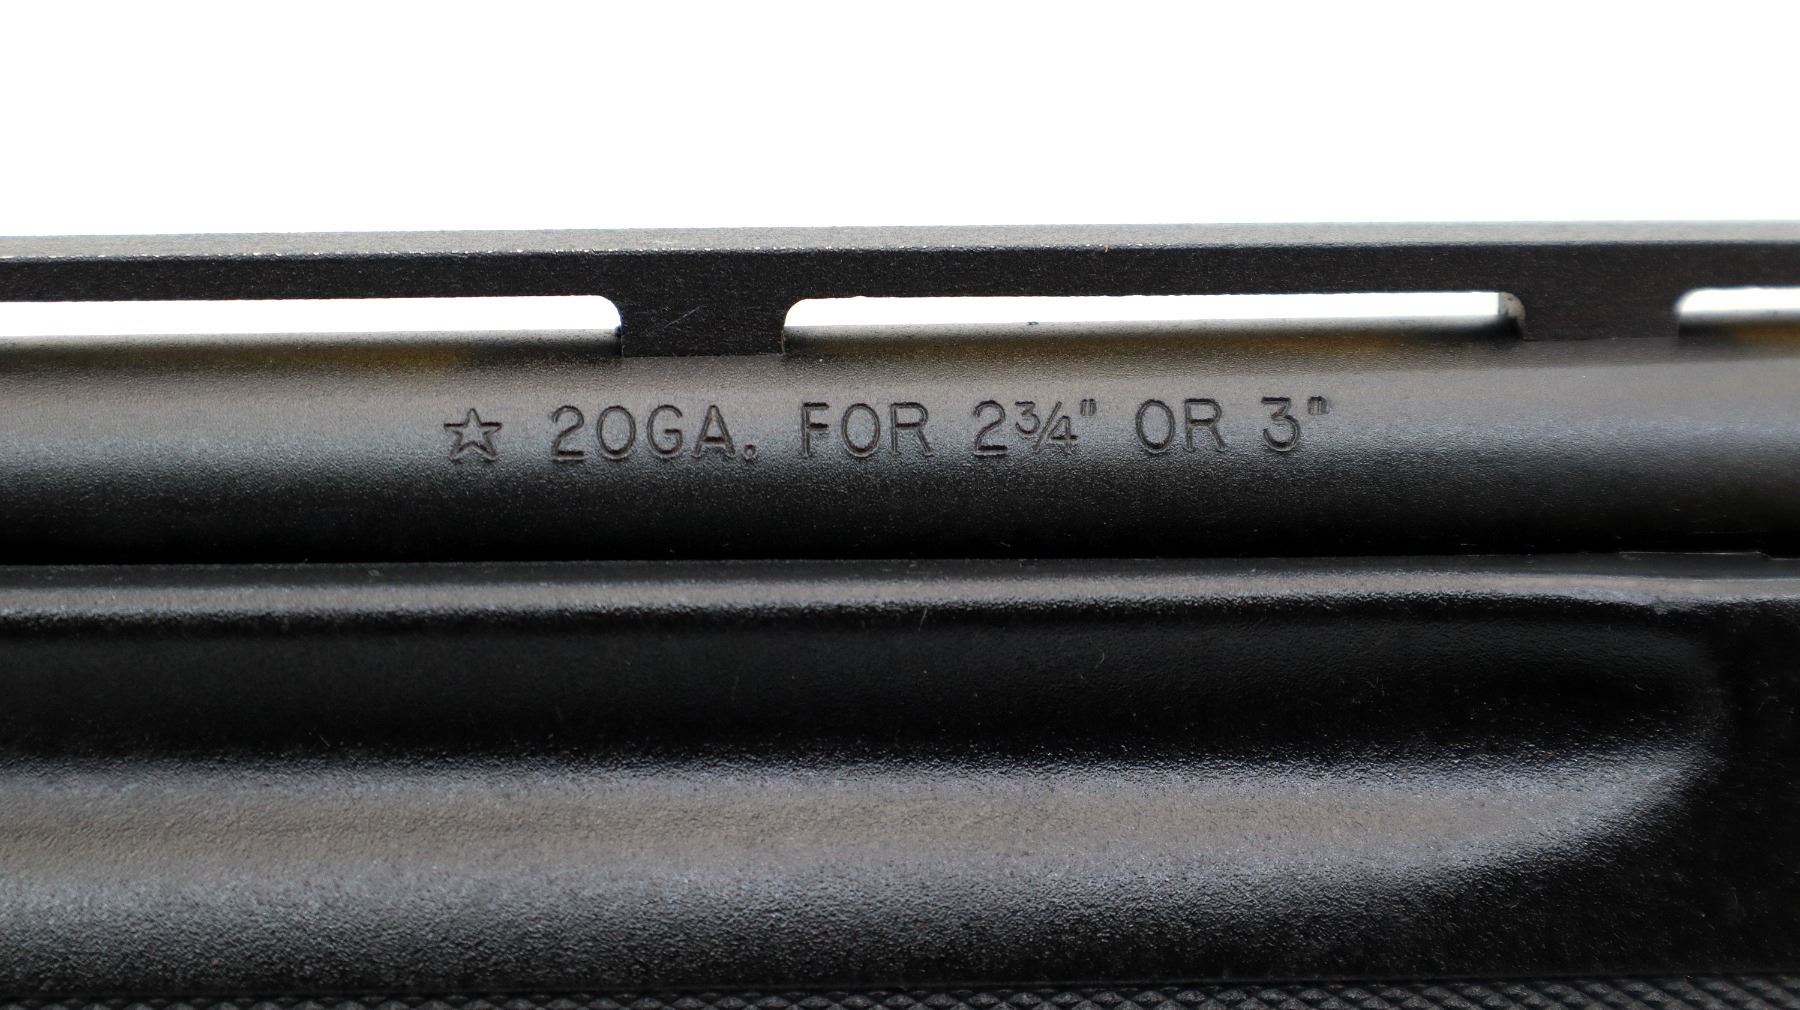 ☆ 20GA. FOR 2¾" OR 3"